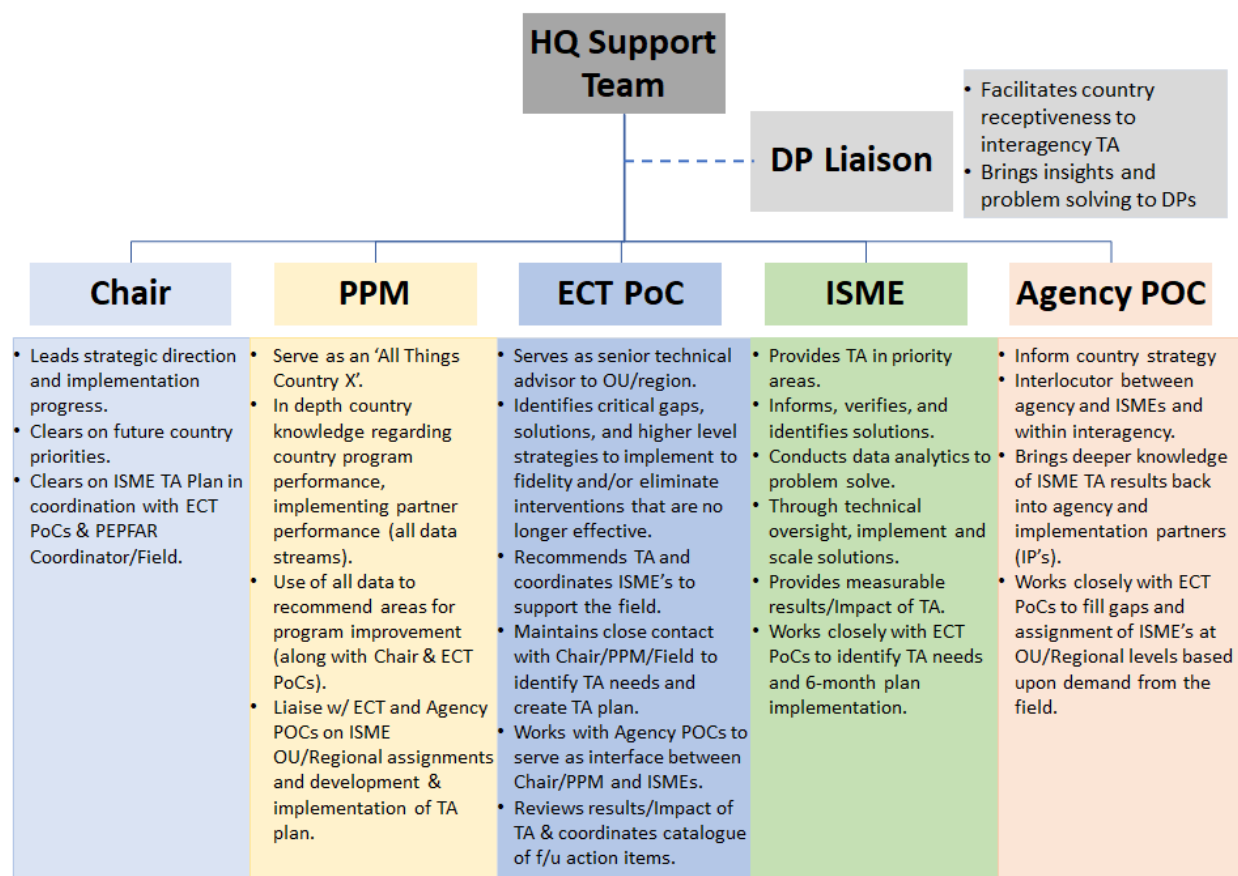 HQ Support
Team
DP Liaison
• Facilitates country
receptiveness to
interagency TA
• Brings insights and
problem solving to DPs
Chair
• Leads strategic direction
and implementation
progress.
• Clears on future country
priorities.
• Clears on ISME TA Plan in
coordination with ECT
PoCs & PEPFAR
Coordinator/Field.
PPM
• Serve as an ‘All Things
Country X’.
• In depth country
knowledge regarding
country program
performance,
implementing partner
performance (all data
streams).
• Use of all data to
recommend areas for
program improvement
(along with Chair & ECT
PoCs).
• Liaise w/ ECT and Agency
POCs on ISME
OU/Regional assignments
and development &
implementation of TA
plan.
ECT PoC
• Serves as senior technical
advisor to OU/region.
• Identifies critical gaps,
solutions, and higher level
strategies to implement to
fidelity and/or eliminate
interventions that are no
longer effective.
• Recommends TA and
coordinates ISME’s to
support the field.
• Maintains close contact
with Chair/PPM/Field to
identify TA needs and
create TA plan.
• Works with Agency POCs to
serve as interface between
Chair/PPM and ISMEs.
• Reviews results/Impact of
TA & coordinates catalogue
of f/u action items.
ISME
• Provides TA in priority
areas.
• Informs, verifies, and
identifies solutions.
• Conducts data analytics to
problem solve.
• Through technical
oversight, implement and
scale solutions.
• Provides measurable
results/Impact of TA.
• Works closely with ECT
PoCs to identify TA needs
and 6-month plan
implementation.
Agency POC
• Inform country strategy
• Interlocutor between
agency and ISMEs and
within interagency.
• Brings deeper knowledge
of ISME TA results back
into agency and
implementation partners
(IP’s).
• Works closely with ECT
PoCs to fill gaps and
assignment of ISME’s at
OU/Regional levels based
upon demand from the
field.